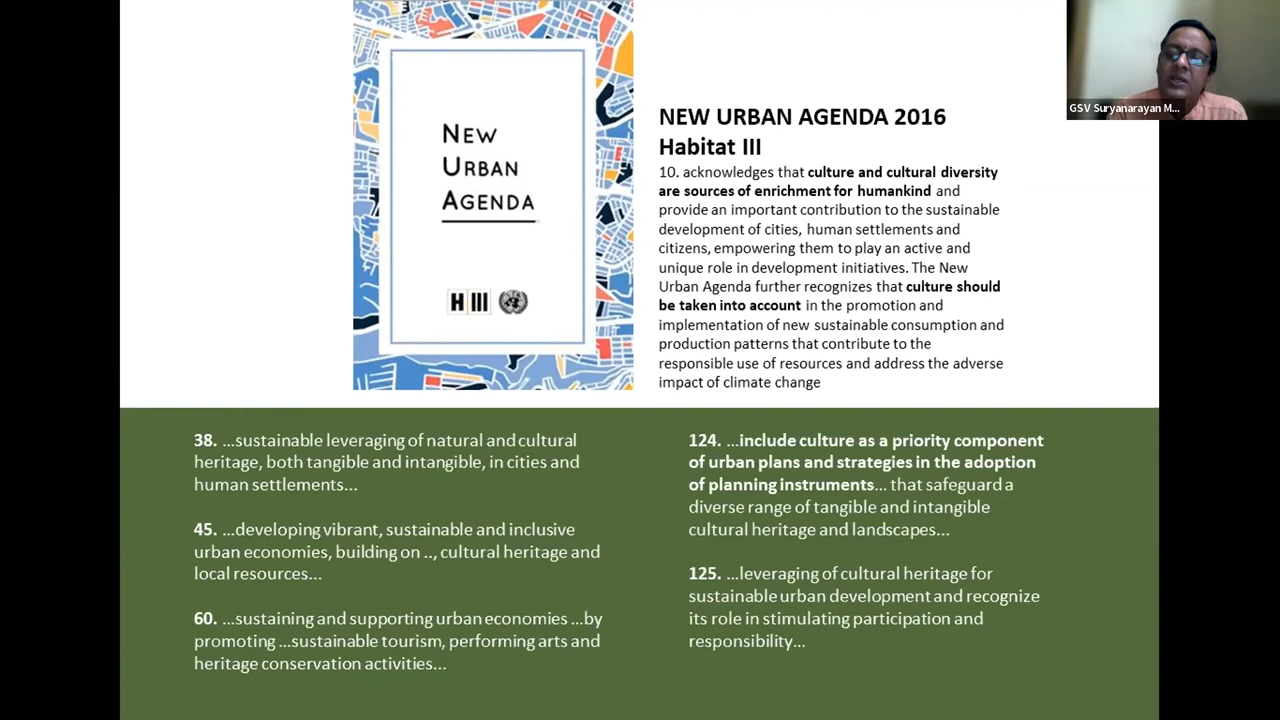 NEW
URBAN
AGENDA
H III
NEW URBAN AGENDA 2016
Habitat III
10. acknowledges that culture and cultural diversity
are sources of enrichment for humankind and
provide an important contribution to the sustainable
development of cities, human settlements and
citizens, empowering them to play an active and
unique role in development initiatives. The New
Urban Agenda further recognizes that culture should
be taken into account in the promotion and
implementation of new sustainable consumption and
production patterns that contribute to the
responsible use of resources and address the adverse
impact of climate change
GSV Suryanarayan M...
38. ...sustainable leveraging of natural and cultural
heritage, both tangible and intangible, in cities and
human settlements...
45. ...developing vibrant, sustainable and inclusive
urban economies, building on .., cultural heritage and
local resources...
60. ...sustaining and supporting urban economies ...by
promoting ...sustainable tourism, performing arts and
heritage conservation activities...
124. ...include culture as a priority component
of urban plans and strategies in the adoption
of planning instruments... that safeguard a
diverse range of tangible and intangible
cultural heritage and landscapes...
125. ...leveraging of cultural heritage for
sustainable urban development and recognize
its role in stimulating participation and
responsibility...